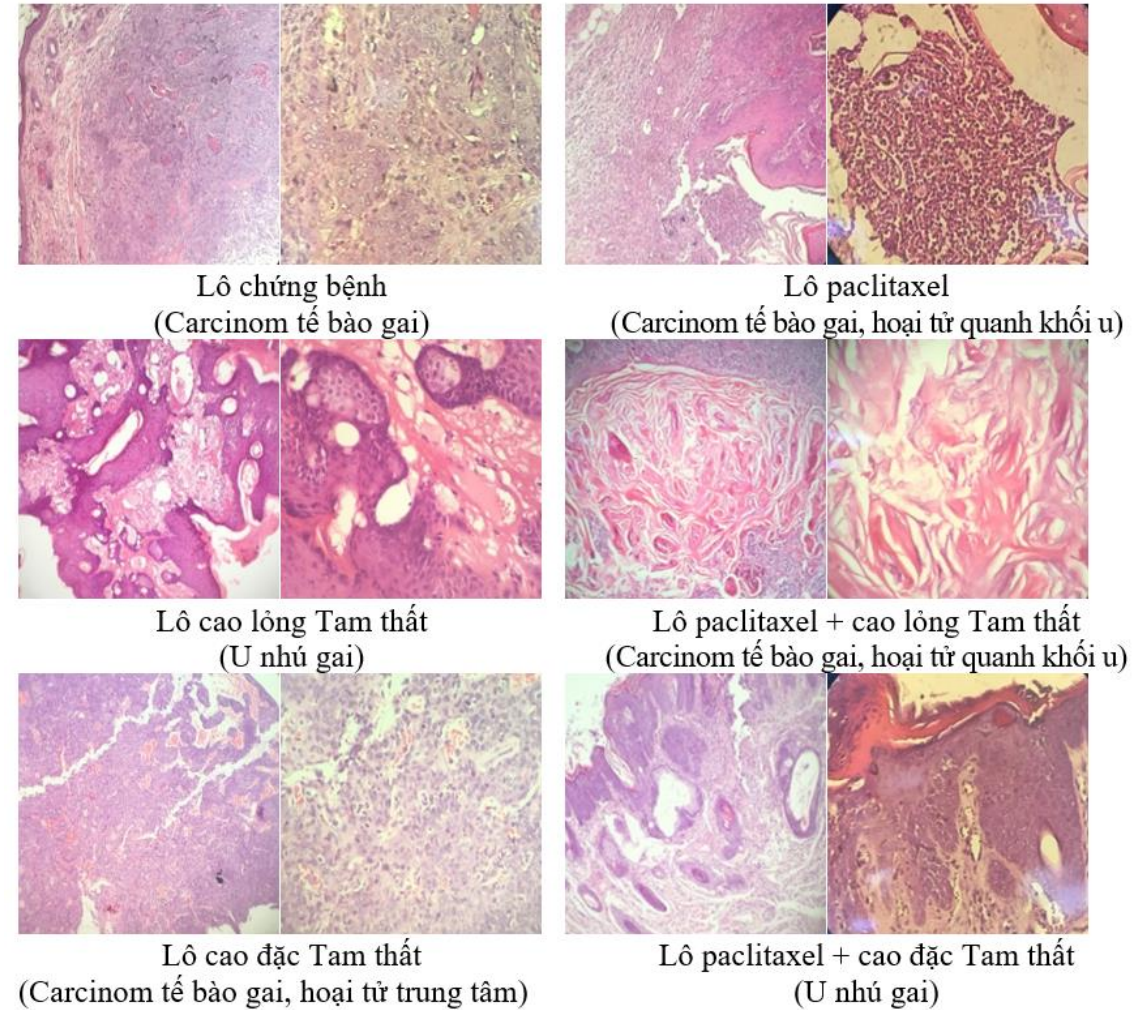 Lô chứng bệnh
(Carcinom tế bào gai)
Lô paclitaxel
(Carcinom tế bào gai, hoại tử quanh khối u)
Lô cao lỏng Tam thất
(U nhú gai)
Lô paclitaxel + cao lỏng Tam thất
(Carcinom tế bào gai, hoại tử quanh khối u)
Lô cao đặc Tam thất
(Carcinom tế bào gai, hoại tử trung tâm)
Lô paclitaxel + cao đặc Tam thất
(U nhú gai)